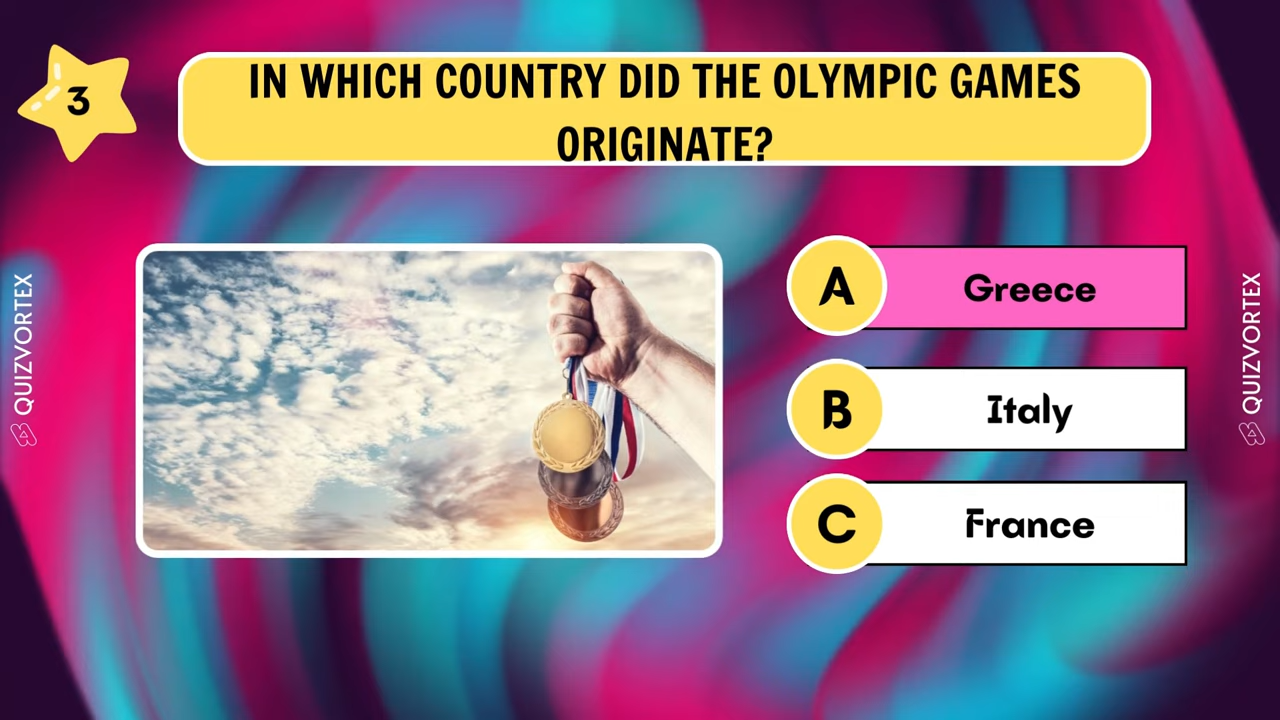 3
IN WHICH COUNTRY DID THE OLYMPIC GAMES
ORIGINATE?
A
Greece
B
Italy
C
France
QUIZVORTEX
QUIZVORTEX